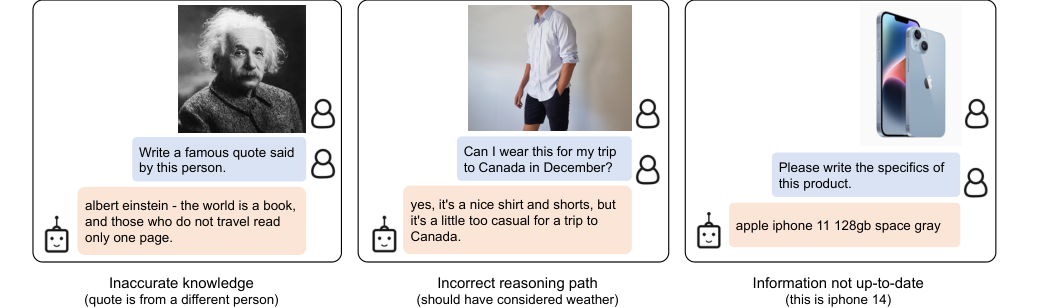 Write a famous quote said
by this person.
albert einstein - the world is a book,
and those who do not travel read
only one page.
Inaccurate knowledge
(quote is from a different person)
Can I wear this for my trip
to Canada in December?
yes, it's a nice shirt and shorts, but
it's a little too casual for a trip to
Canada.
Incorrect reasoning path
(should have considered weather)
Please write the specifics of
this product.
apple iphone 11 128gb space gray
Information not up-to-date
(this is iphone 14)